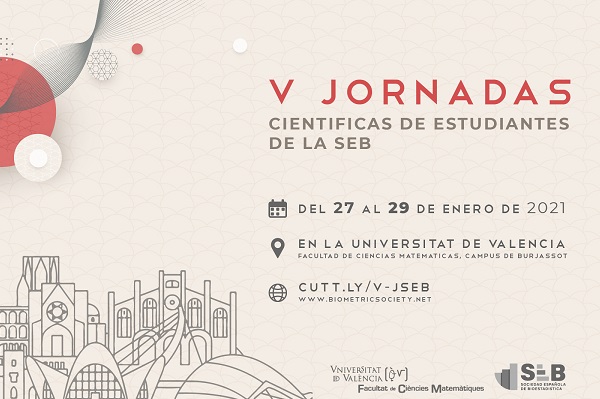 V JORNADAS
CIENTIFICAS DE ESTUDIANTES
DE LA SEB
DEL 27 AL 29 DE ENERO DE 2021
EN LA UNIVERSITAT DE VALENCIA
FACULTAD DE CIENCIAS MATEMATICAS, CAMPUS DE BURJASSOT
CUTT.LY/V-JSEB
WWW.BIOMETRICSOCIETY.NET
VNIVERSITAT
ID VALÈNCIA
Facultat de Ciències Matemàtiques
SEB
SOCIEDAD ESPAÑOLA
DE BIOESTADÍSTICA